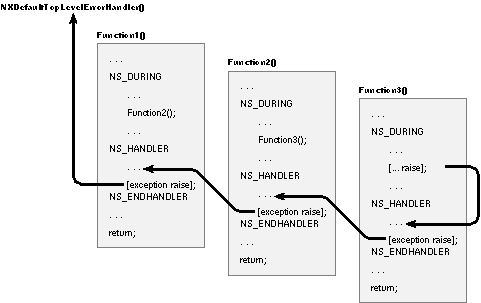 NXDefaultTopLevelErrorHandler()
Function1()
. . .
NS_DURING
. . .
Function2();
. . .
NS_HANDLER
. . .
[exception raise];
NS_ENDHANDLER
. . .
return;
Function2()
. . .
NS_DURING
. . .
Function3();
. . .
NS_HANDLER
. . .
[exception raise];
NS_ENDHANDLER
. . .
return;
Function3()
. . .
NS_DURING
. . .
[... raise];
. . .
NS_HANDLER
. . .
[exception raise];
NS_ENDHANDLER
. . .
return;